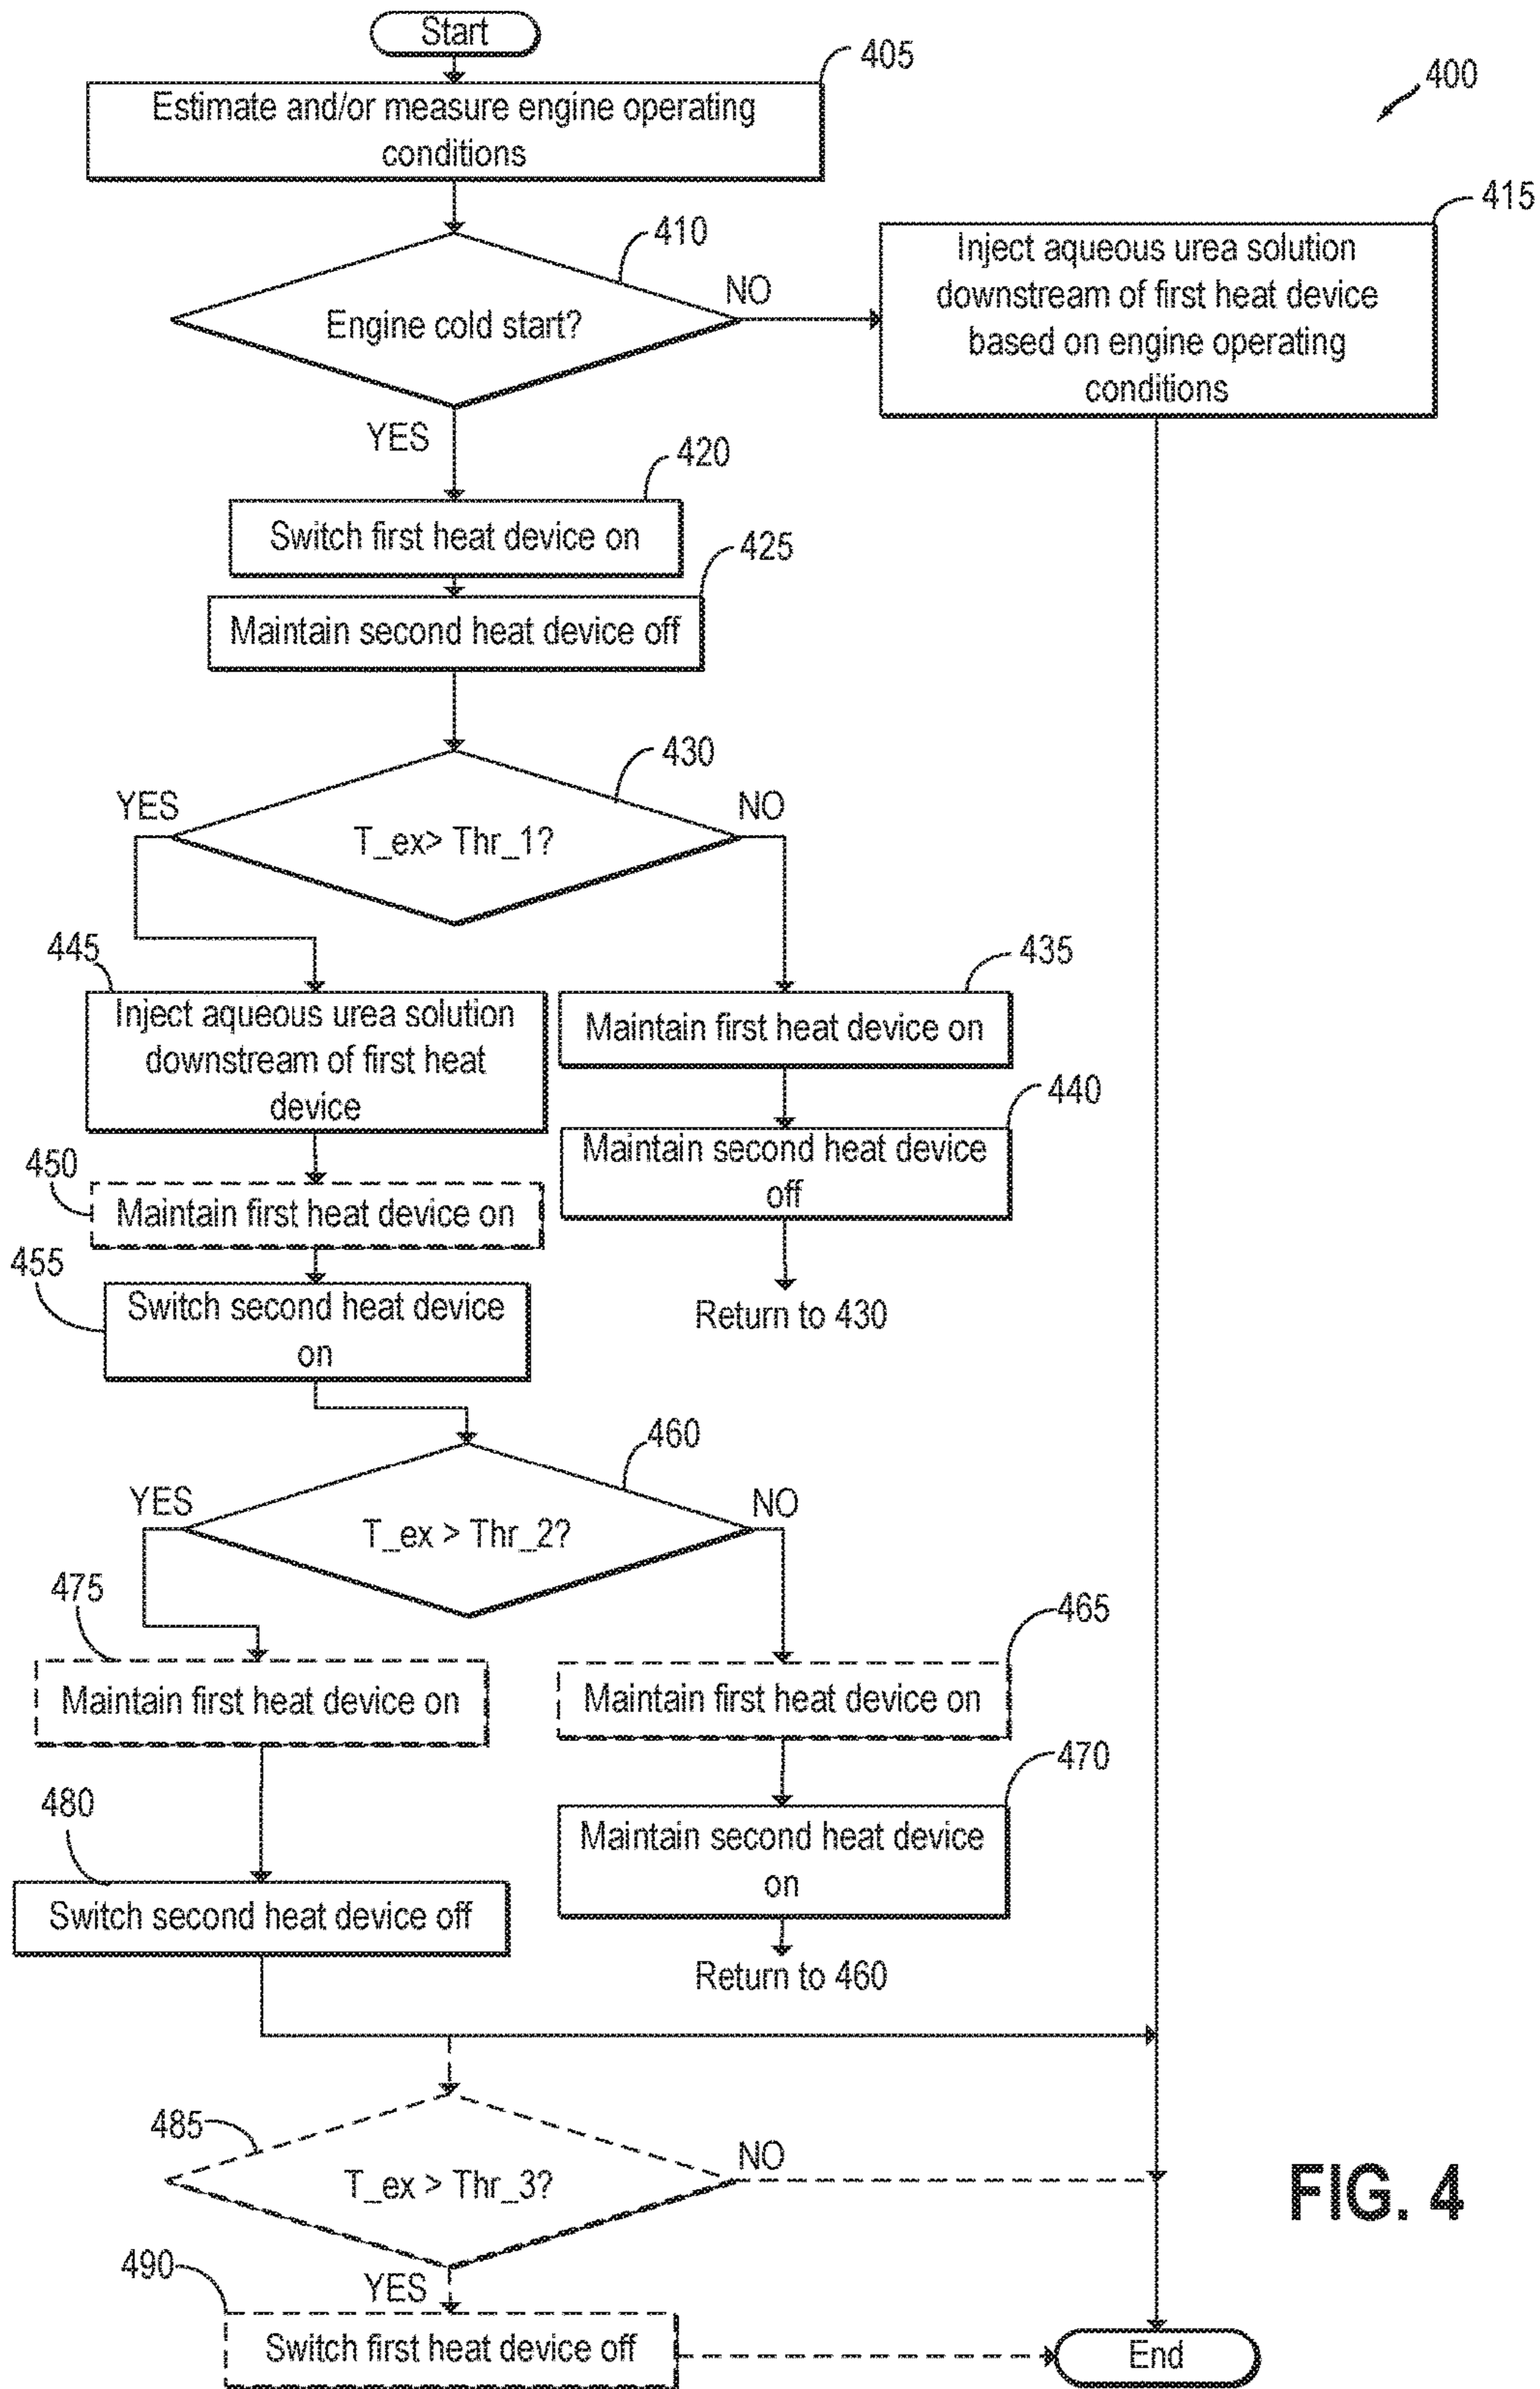 Start
405
Estimate and/or measure engine operating
conditions
400
410
Engine cold start?
NO
YES
415
Inject aqueous urea solution
downstream of first heat device
based on engine operating
conditions
420
Switch first heat device on
425
Maintain second heat device off
430
YES
NO
T_ex> Thr_1?
445
Inject aqueous urea solution
downstream of first heat
device
435
Maintain first heat device on
440
Maintain second heat device
off
Return to 430
450
Maintain first heat device on
455
Switch second heat device
on
460
YES
NO
T_ex > Thr_2?
475
Maintain first heat device on
465
Maintain first heat device on
470
Maintain second heat device
on
Return to 460
480
Switch second heat device off
485
NO
T_ex > Thr_3?
YES
490
Switch first heat device off
End
FIG. 4